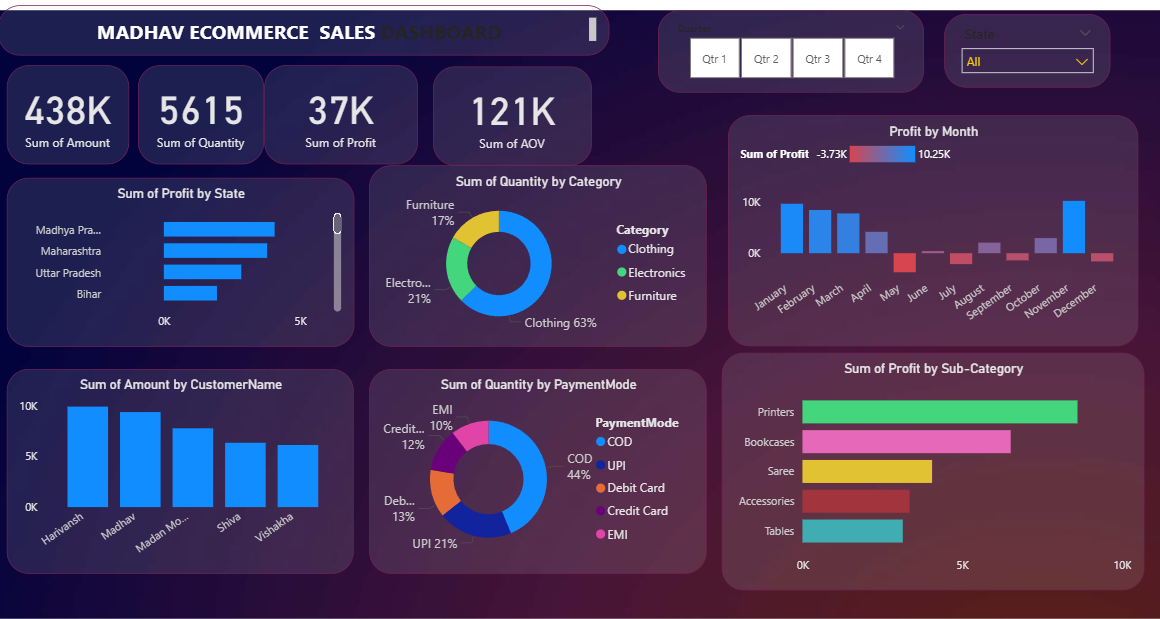 MADHAV ECOMMERCE SALES DASHBOARD
Quarter
Qtr 1 Qtr 2 Qtr 3 Qtr 4
State
All
438K
Sum of Amount
5615
Sum of Quantity
37K
Sum of Profit
121K
Sum of AOV
Sum of Profit by State
Madhya Pra...
Maharashtra
Uttar Pradesh
Bihar
0K 5K
Sum of Quantity by Category
Furniture
17%
Electro...
21%
Clothing 63%
Category
Clothing
Electronics
Furniture
Profit by Month
Sum of Profit -3.73K 10.25K
10K
0K
January February March April May June July August September October November December
Sum of Amount by CustomerName
10K
5K
0K
Harivansh Madhav Madan Mo... Shiva Vishakha
Sum of Quantity by PaymentMode
EMI
10%
Credit...
12%
Deb...
13%
UPI 21%
COD
44%
PaymentMode
COD
UPI
Debit Card
Credit Card
EMI
Sum of Profit by Sub-Category
Printers
Bookcases
Saree
Accessories
Tables
0K 5K 10K